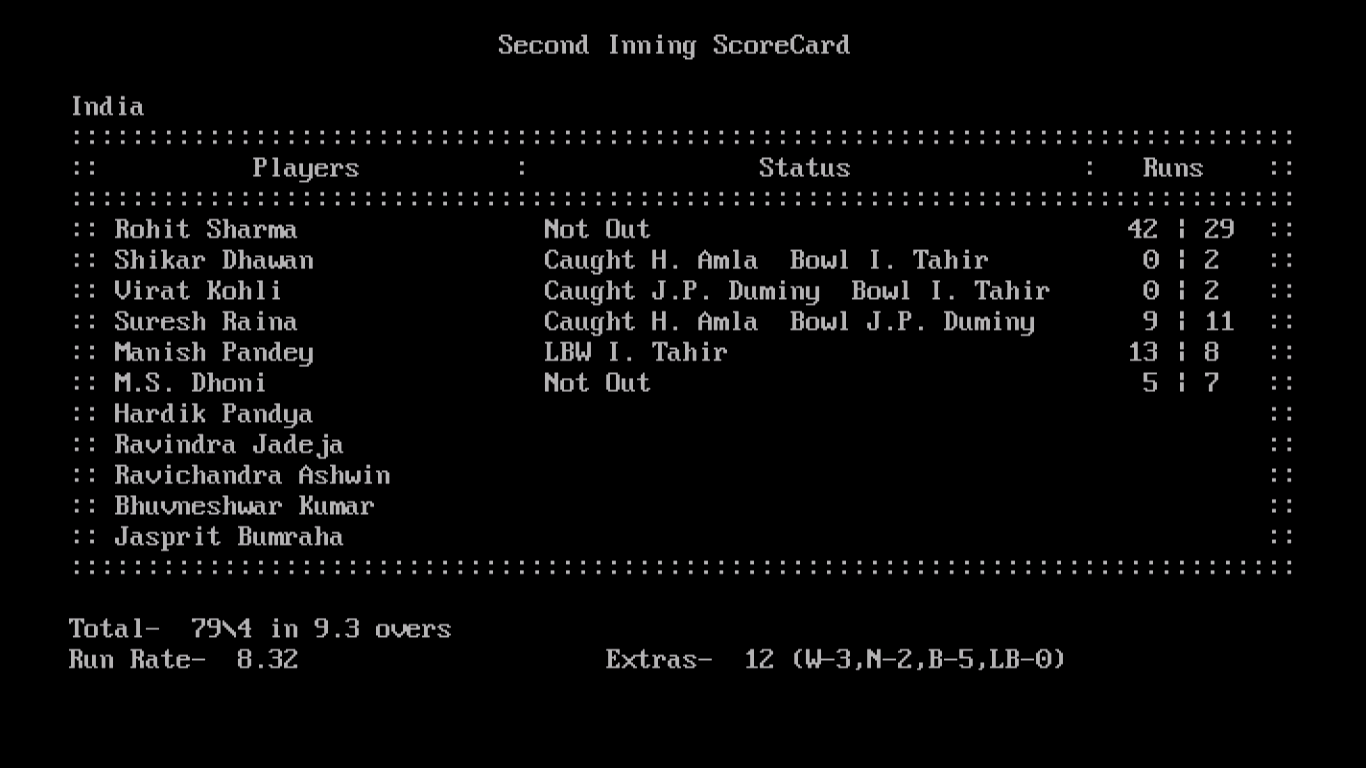 Second Inning ScoreCard
India
:::::::::::::::::::::::::::::::::::::::::::::::::::::::::::::::::::::::::::::::
:: Players : Status : Runs ::
:::::::::::::::::::::::::::::::::::::::::::::::::::::::::::::::::::::::::::::::
:: Rohit Sharma Not Out 42 | 29 ::
:: Shikar Dhawan Caught H. Amla Bowl I. Tahir 0 | 2 ::
:: Virat Kohli Caught J.P. Duminy Bowl I. Tahir 0 | 2 ::
:: Suresh Raina Caught H. Amla Bowl J.P. Duminy 9 | 11 ::
:: Manish Pandey LBW I. Tahir 13 | 8 ::
:: M.S. Dhoni Not Out 5 | 7 ::
:: Hardik Pandya ::
:: Ravindra Jadeja ::
:: Ravichandra Ashwin ::
:: Bhuvneshwar Kumar ::
:: Jasprit Bumraha ::
:::::::::::::::::::::::::::::::::::::::::::::::::::::::::::::::::::::::::::::::
Total- 79\4 in 9.3 overs
Run Rate- 8.32 Extras- 12 (W-3,N-2,B-5,LB-0)